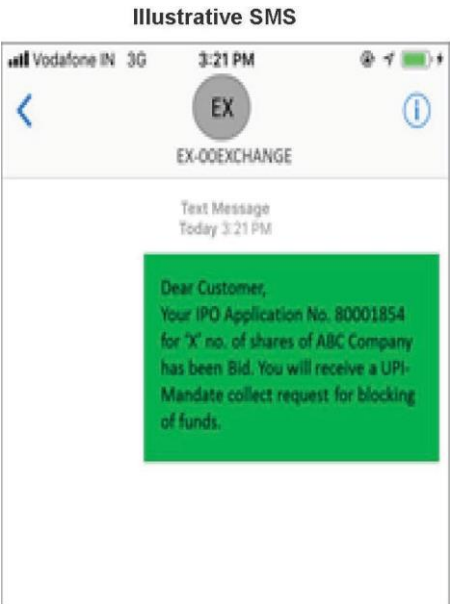 Illustrative SMS
Vodafone IN 3G 3:21 PM
EX
EX-00EXCHANGE
Text Message
Today 3:21 PM
Dear Customer,
Your IPO Application No. 80001854
for "X" no. of shares of ABC Company
has been Bid. You will receive a UPI-
Mandate collect request for blocking
of funds.